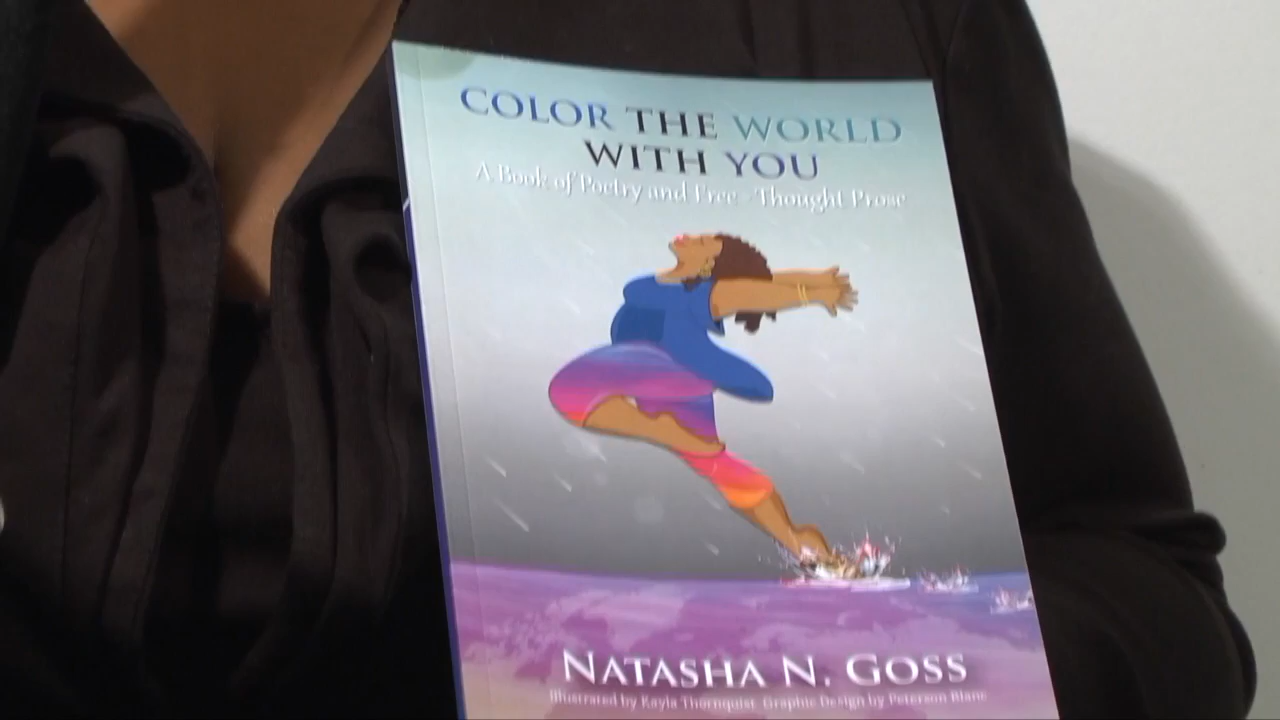 COLOR THE WORLD
WITH YOU
A Book of Poetry and Free-Thought Prose
NATASHA N. GOSS
Illustrated by Kayla Thornquist Graphic Design by Peterson Blanc